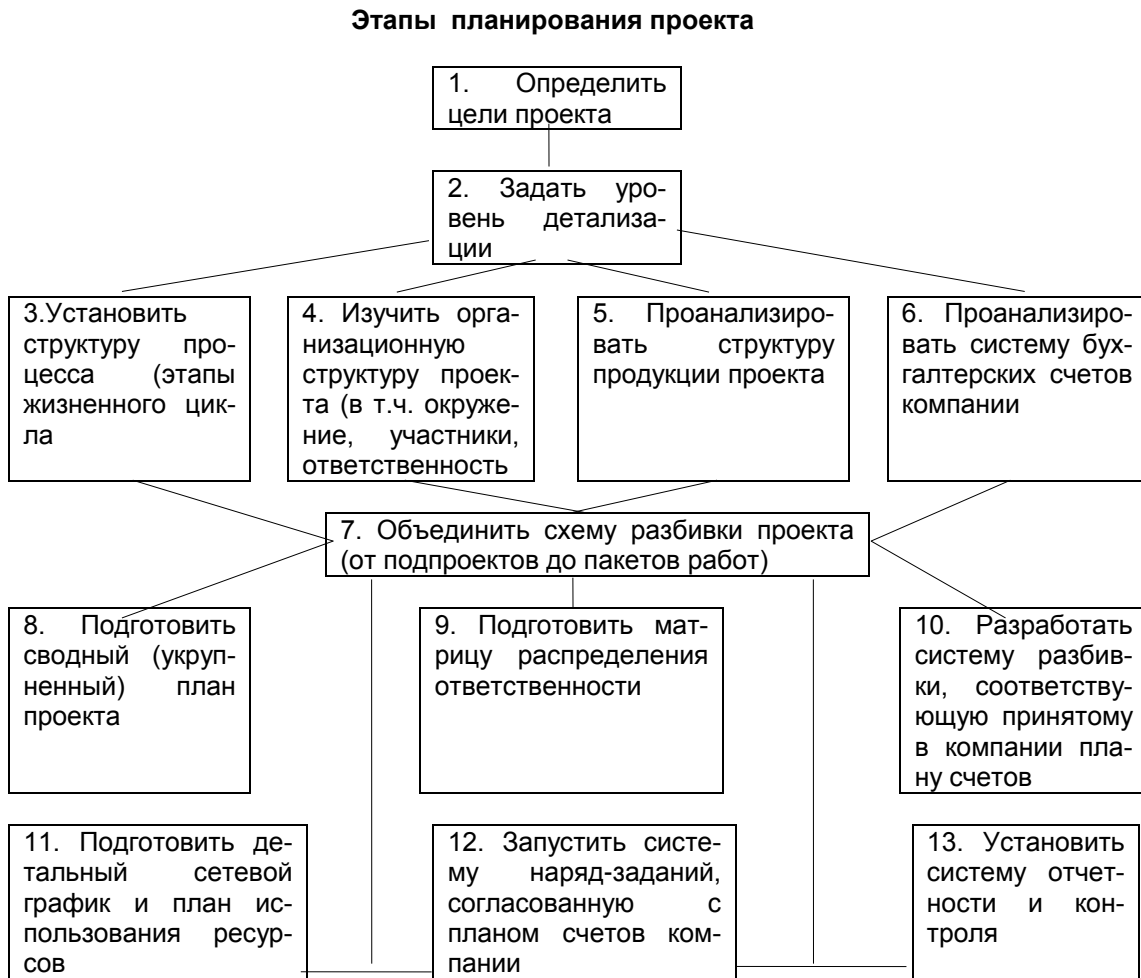 Этапы планирования проекта
1. Определить
цели проекта
2. Задать уро-
вень детализа-
ции
3.Установить
структуру про-
цесса (этапы
жизненного цик-
ла
4. Изучить орга-
низационную
структуру проек-
та (в т.ч. окруже-
ние, участники,
ответственность
5. Проанализиро-
вать структуру
продукции проекта
6. Проанализиро-
вать систему бух-
галтерских счетов
компании
7. Объединить схему разбивки проекта
(от подпроектов до пакетов работ)
8. Подготовить
сводный (укруп-
ненный) план
проекта
9. Подготовить мат-
рицу распределения
ответственности
10. Разработать
систему разбив-
ки, соответству-
ющую принятому
в компании пла-
ну счетов
11. Подготовить де-
тальный сетевой
график и план ис-
пользования ресур-
сов
12. Запустить систе-
му наряд-заданий,
согласованную с
планом счетов ком-
пании
13. Установить
систему отчет-
ности и кон-
троля